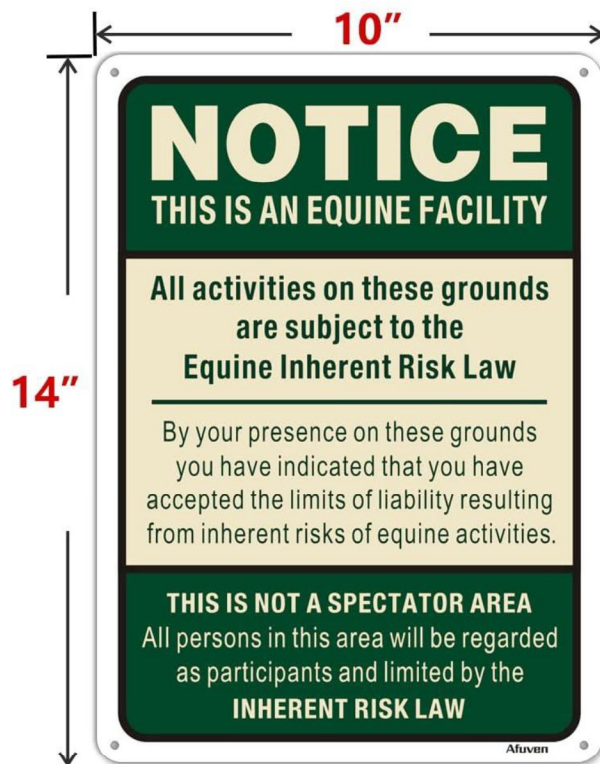 10”
14”
NOTICE
THIS IS AN EQUINE FACILITY
All activities on these grounds
are subject to the
Equine Inherent Risk Law
By your presence on these grounds
you have indicated that you have
accepted the limits of liability resulting
from inherent risks of equine activities.
THIS IS NOT A SPECTATOR AREA
All persons in this area will be regarded
as participants and limited by the
INHERENT RISK LAW
Afuven